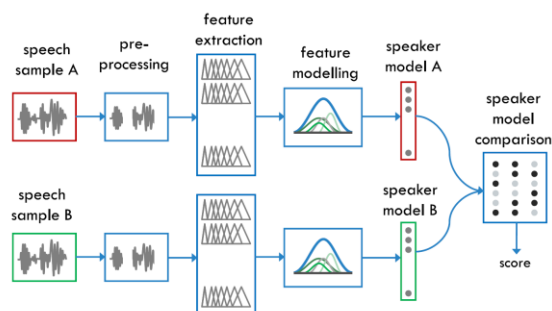 speech
sample A
pre-
processing
feature
extraction
feature
modelling
speaker
model A
speaker
model
comparison
speech
sample B
speaker
model B
score